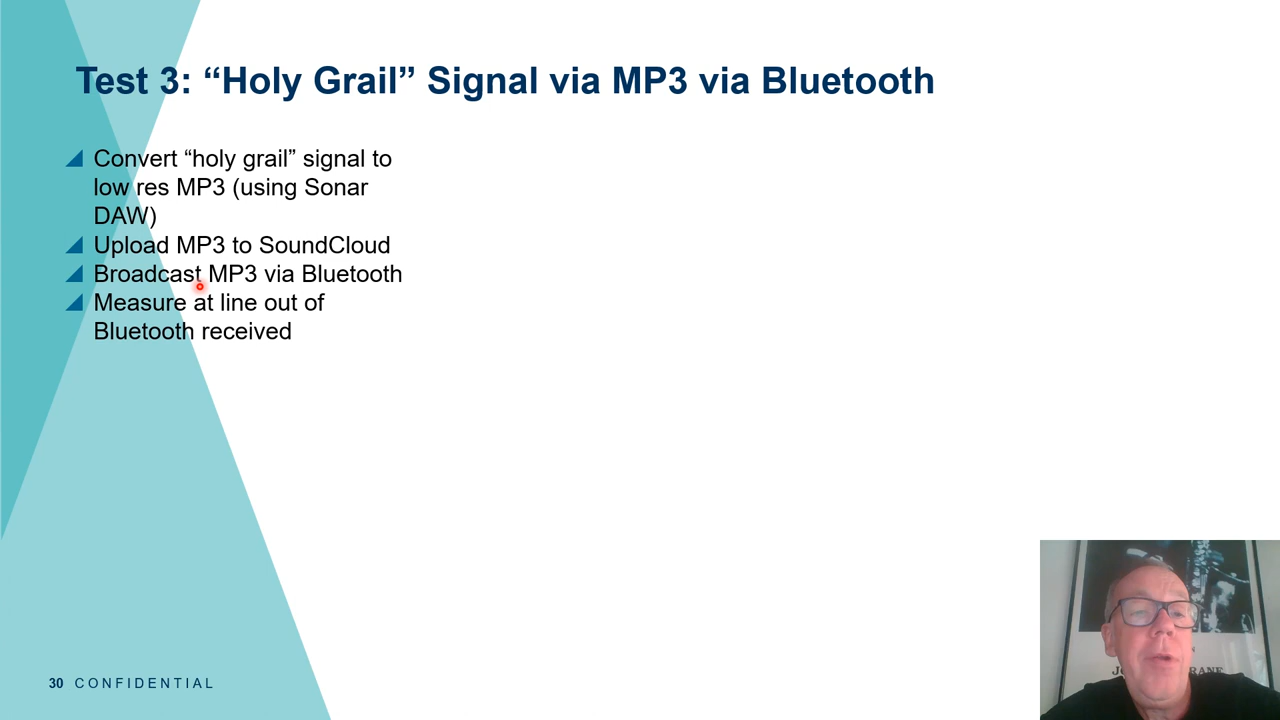 Test 3: “Holy Grail” Signal via MP3 via Bluetooth
Convert “holy grail” signal to
low res MP3 (using Sonar
DAW)
Upload MP3 to SoundCloud
Broadcast MP3 via Bluetooth
Measure at line out of
Bluetooth received
30 CONFIDENTIAL